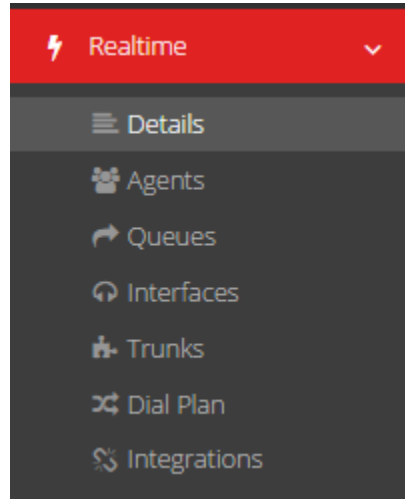 Realtime
Details
Agents
Queues
Interfaces
Trunks
Dial Plan
Integrations